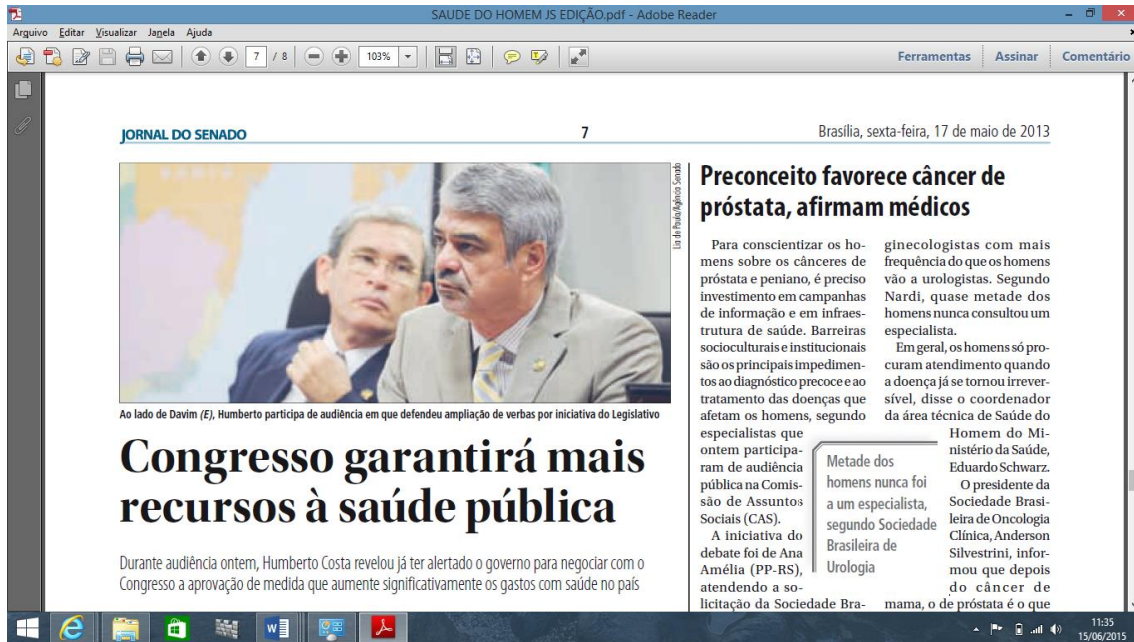 SAUDE DO HOMEM JS EDIÇÃO.pdf - Adobe Reader
Arquivo Editar Visualizar Janela Ajuda
7 / 8 103% Ferramentas Assinar Comentário
JORNAL DO SENADO 7 Brasília, sexta-feira, 17 de maio de 2013
Lia de Paula/Agência Senado
Ao lado de Davim (E), Humberto participa de audiência em que defendeu ampliação de verbas por iniciativa do Legislativo
Congresso garantirá mais
recursos à saúde pública
Durante audiência ontem, Humberto Costa revelou já ter alertado o governo para negociar com o
Congresso a aprovação de medida que aumente significativamente os gastos com saúde no país
Preconceito favorece câncer de
próstata, afirmam médicos
Para conscientizar os ho-
mens sobre os cânceres de
próstata e peniano, é preciso
investimento em campanhas
de informação e em infraes-
trutura de saúde. Barreiras
socioculturais e institucionais
são os principais impedimen-
tos ao diagnóstico precoce e ao
tratamento das doenças que
afetam os homens, segundo
especialistas que
ontem participa-
ram de audiência
pública na Comis-
são de Assuntos
Sociais (CAS).
A iniciativa do
debate foi de Ana
Amélia (PP-RS),
atendendo a so-
licitação da Sociedade Bra-
Metade dos
homens nunca foi
a um especialista,
segundo Sociedade
Brasileira de
Urologia
ginecologistas com mais
frequência do que os homens
vão a urologistas. Segundo
Nardi, quase metade dos
homens nunca consultou um
especialista.
Em geral, os homens só pro-
curam atendimento quando
a doença já se tornou irrever-
sível, disse o coordenador
da área técnica de Saúde do
Homem do Mi-
nistério da Saúde,
Eduardo Schwarz.
O presidente da
Sociedade Brasi-
leira de Oncologia
Clínica, Anderson
Silvestrini, infor-
mou que depois
do câncer de
mama, o de próstata é o que
11:35
15/06/2015